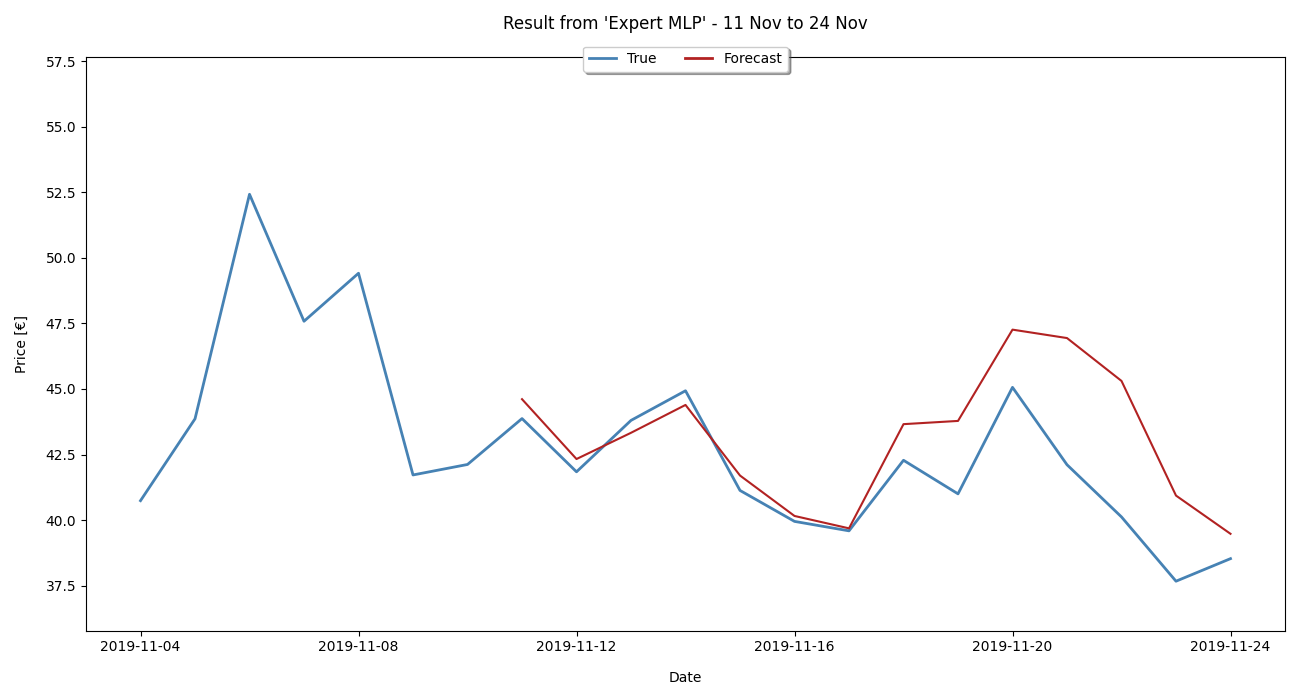 Result from 'Expert MLP' - 11 Nov to 24 Nov
True Forecast
57.5
55.0
52.5
50.0
47.5
45.0
42.5
40.0
37.5
Price [€]
2019-11-04 2019-11-08 2019-11-12 2019-11-16 2019-11-20 2019-11-24
Date